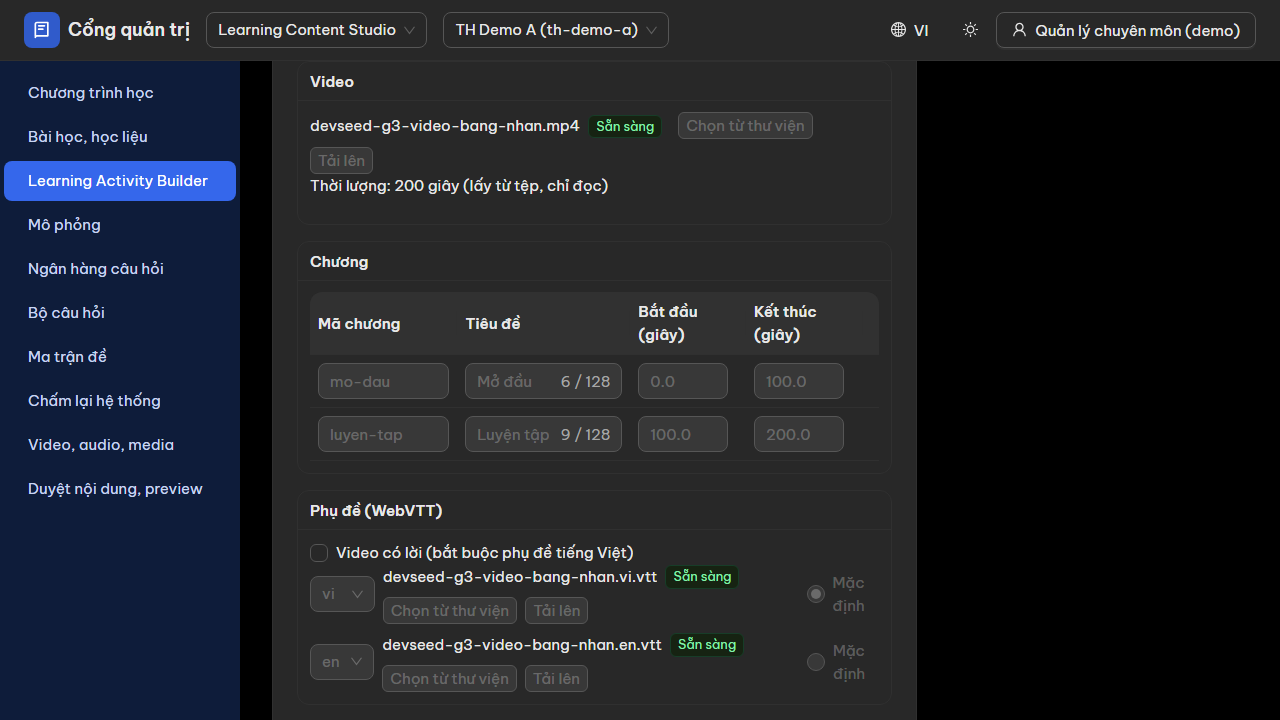 Cổng quản trị
Learning Content Studio
TH Demo A (th-demo-a)
VI
Quản lý chuyên môn (demo)
Chương trình học
Bài học, học liệu
Learning Activity Builder
Mô phỏng
Ngân hàng câu hỏi
Bộ câu hỏi
Ma trận đề
Chấm lại hệ thống
Video, audio, media
Duyệt nội dung, preview
Video
devseed-g3-video-bang-nhan.mp4 Sẵn sàng Chọn từ thư viện
Tải lên
Thời lượng: 200 giây (lấy từ tệp, chỉ đọc)
Chương
Mã chương Tiêu đề Bắt đầu (giây) Kết thúc (giây)
mo-dau Mở đầu 6 / 128 0.0 100.0
luyen-tap Luyện tập 9 / 128 100.0 200.0
Phụ đề (WebVTT)
Video có lời (bắt buộc phụ đề tiếng Việt)
vi devseed-g3-video-bang-nhan.vi.vtt Sẵn sàng
Chọn từ thư viện Tải lên
Mặc định
en devseed-g3-video-bang-nhan.en.vtt Sẵn sàng
Chọn từ thư viện Tải lên
Mặc định